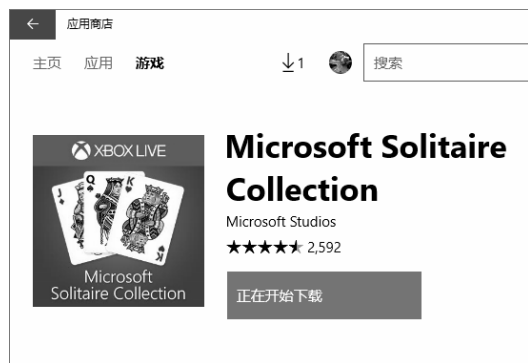 应用商店
主页 应用 游戏 1 搜索
XBOX LIVE
J Q K K
Microsoft
Solitaire Collection
Microsoft Solitaire
Collection
Microsoft Studios
2,592
正在开始下载